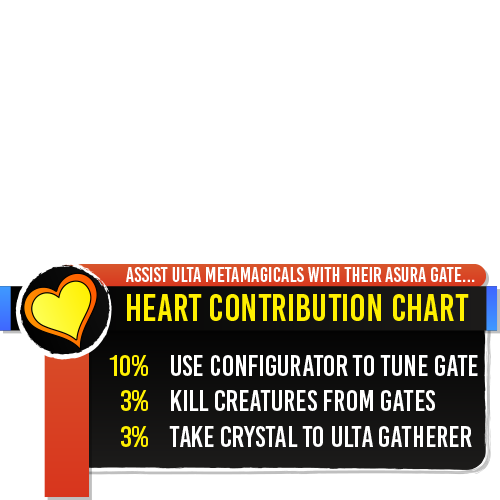 ASSIST ULTA METAMAGICALS WITH THEIR ASURA GATE...
HEART CONTRIBUTION CHART
10% USE CONFIGURATOR TO TUNE GATE
3% KILL CREATURES FROM GATES
3% TAKE CRYSTAL TO ULTA GATHERER